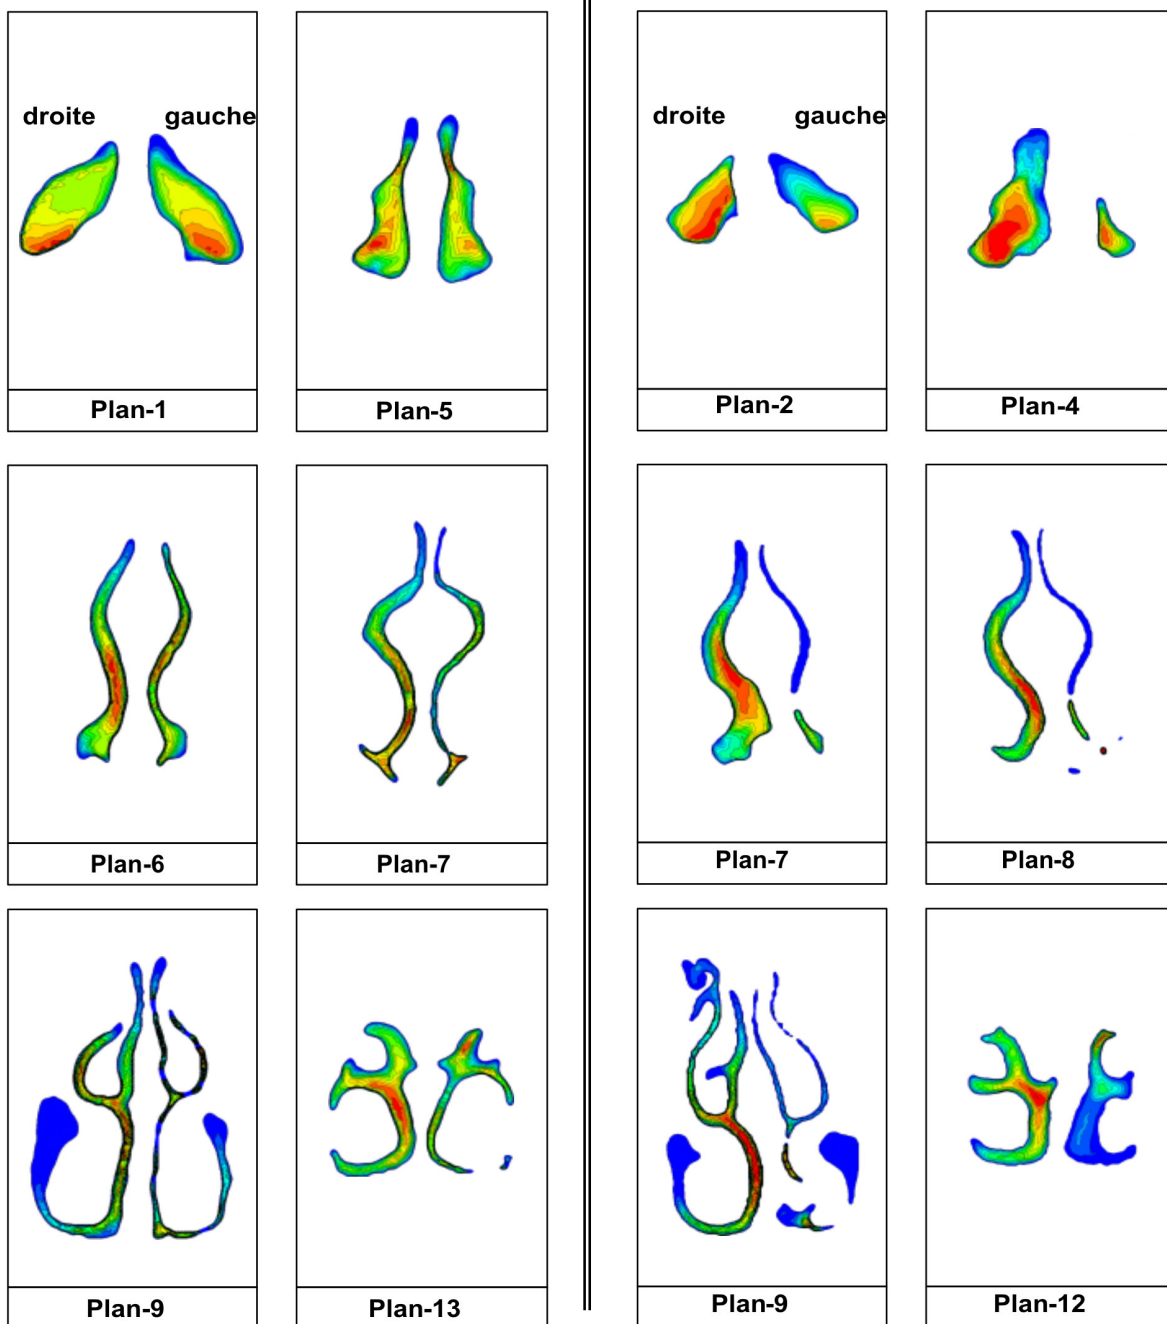 droite gauche
Plan-1 Plan-5
Plan-6 Plan-7
Plan-9 Plan-13
droite gauche
Plan-2 Plan-4
Plan-7 Plan-8
Plan-9 Plan-12